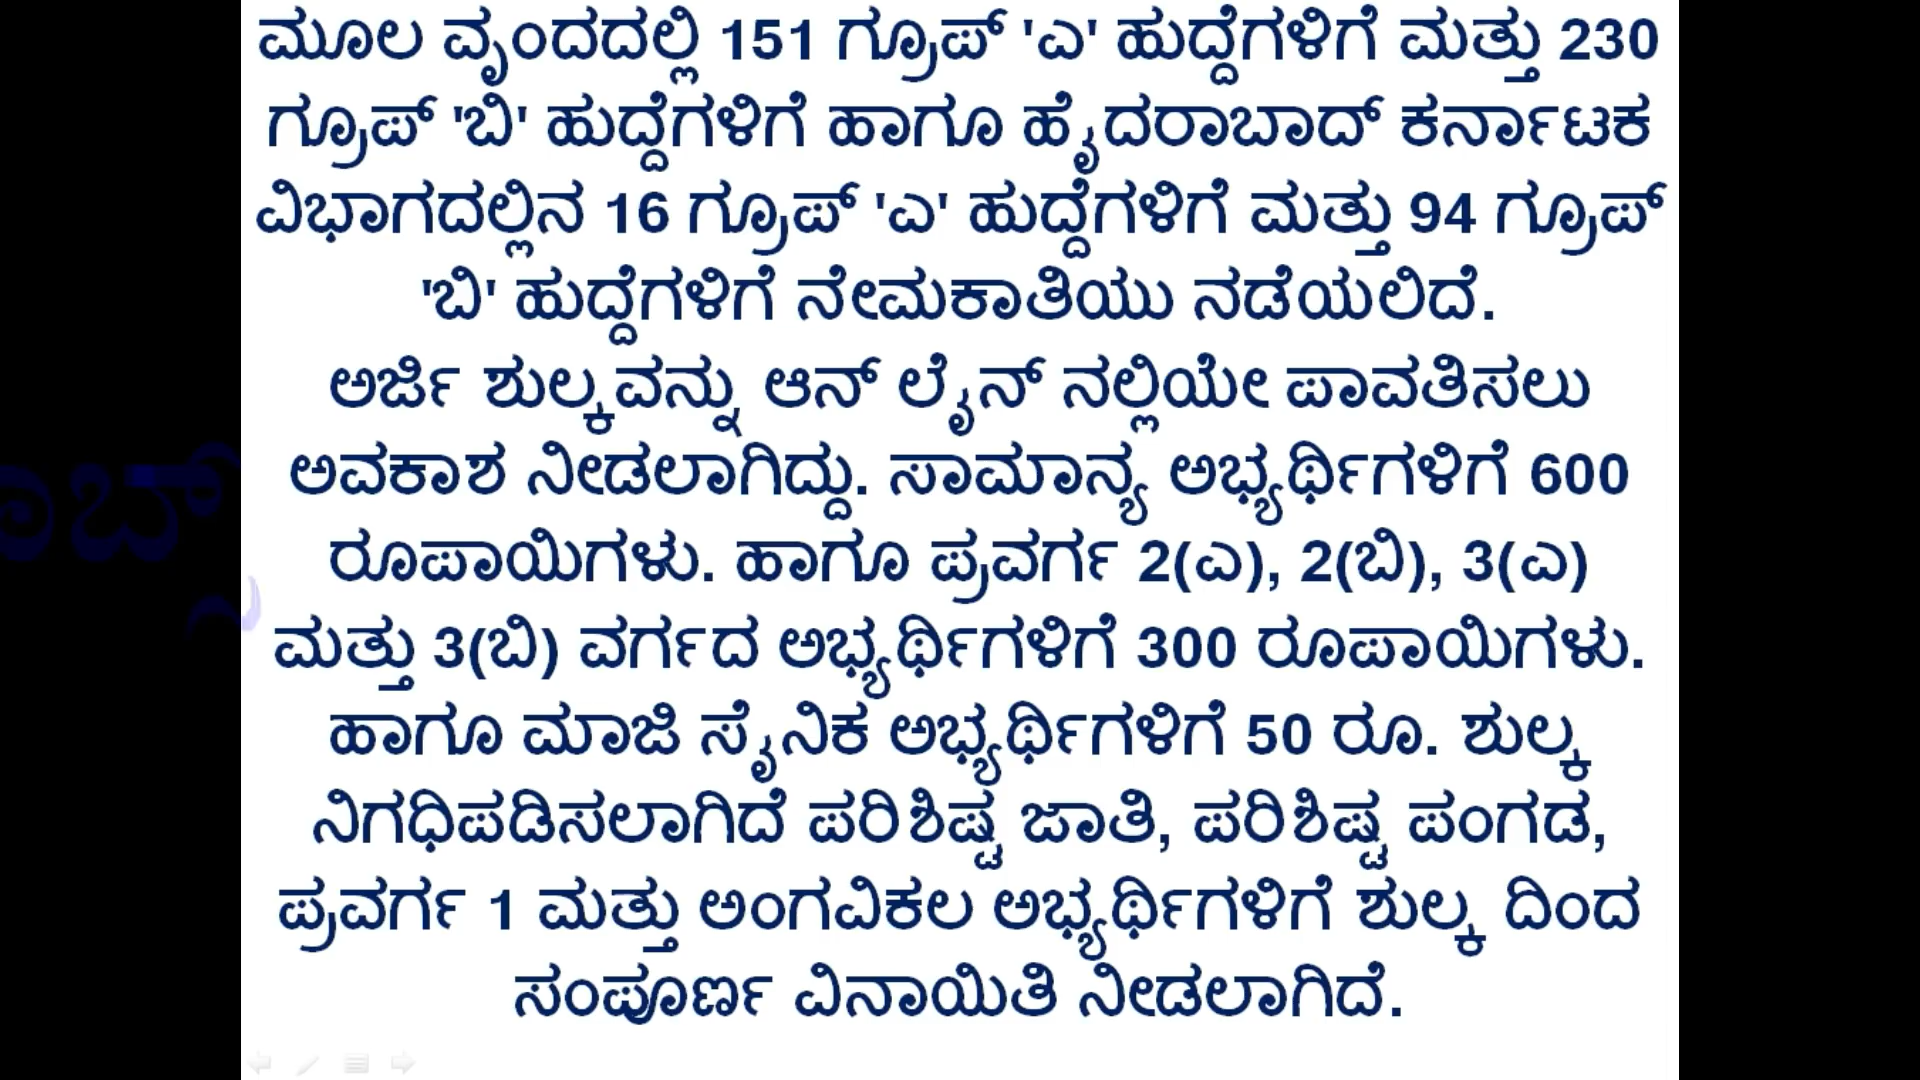 ಮೂಲ ವೃಂದದಲ್ಲಿ 151 ಗ್ರೂಪ್ 'ಎ' ಹುದ್ದೆಗಳಿಗೆ ಮತ್ತು 230
ಗ್ರೂಪ್ 'ಬಿ' ಹುದ್ದೆಗಳಿಗೆ ಹಾಗೂ ಹೈದರಾಬಾದ್ ಕರ್ನಾಟಕ
ವಿಭಾಗದಲ್ಲಿನ 16 ಗ್ರೂಪ್ 'ಎ' ಹುದ್ದೆಗಳಿಗೆ ಮತ್ತು 94 ಗ್ರೂಪ್
'ಬಿ' ಹುದ್ದೆಗಳಿಗೆ ನೇಮಕಾತಿಯು ನಡೆಯಲಿದೆ.
ಅರ್ಜಿ ಶುಲ್ಕವನ್ನು ಆನ್ ಲೈನ್ ನಲ್ಲಿಯೇ ಪಾವತಿಸಲು
ಅವಕಾಶ ನೀಡಲಾಗಿದ್ದು. ಸಾಮಾನ್ಯ ಅಭ್ಯರ್ಥಿಗಳಿಗೆ 600
ರೂಪಾಯಿಗಳು. ಹಾಗೂ ಪ್ರವರ್ಗ 2(ಎ), 2(ಬಿ), 3(ಎ)
ಮತ್ತು 3(ಬಿ) ವರ್ಗದ ಅಭ್ಯರ್ಥಿಗಳಿಗೆ 300 ರೂಪಾಯಿಗಳು.
ಹಾಗೂ ಮಾಜಿ ಸೈನಿಕ ಅಭ್ಯರ್ಥಿಗಳಿಗೆ 50 ರೂ. ಶುಲ್ಕ
ನಿಗಧಿಪಡಿಸಲಾಗಿದೆ ಪರಿಶಿಷ್ಟ ಜಾತಿ, ಪರಿಶಿಷ್ಟ ಪಂಗಡ,
ಪ್ರವರ್ಗ 1 ಮತ್ತು ಅಂಗವಿಕಲ ಅಭ್ಯರ್ಥಿಗಳಿಗೆ ಶುಲ್ಕ ದಿಂದ
ಸಂಪೂರ್ಣ ವಿನಾಯಿತಿ ನೀಡಲಾಗಿದೆ.